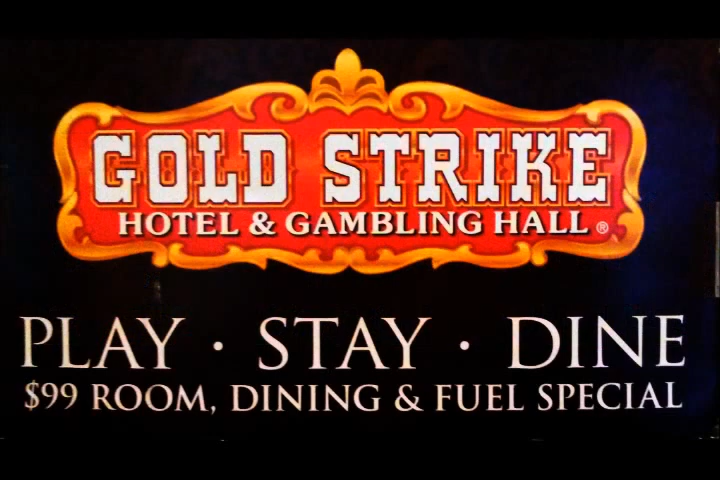 GOLD STRIKE
HOTEL & GAMBLING HALL ®
PLAY · STAY · DINE
$99 ROOM, DINING & FUEL SPECIAL